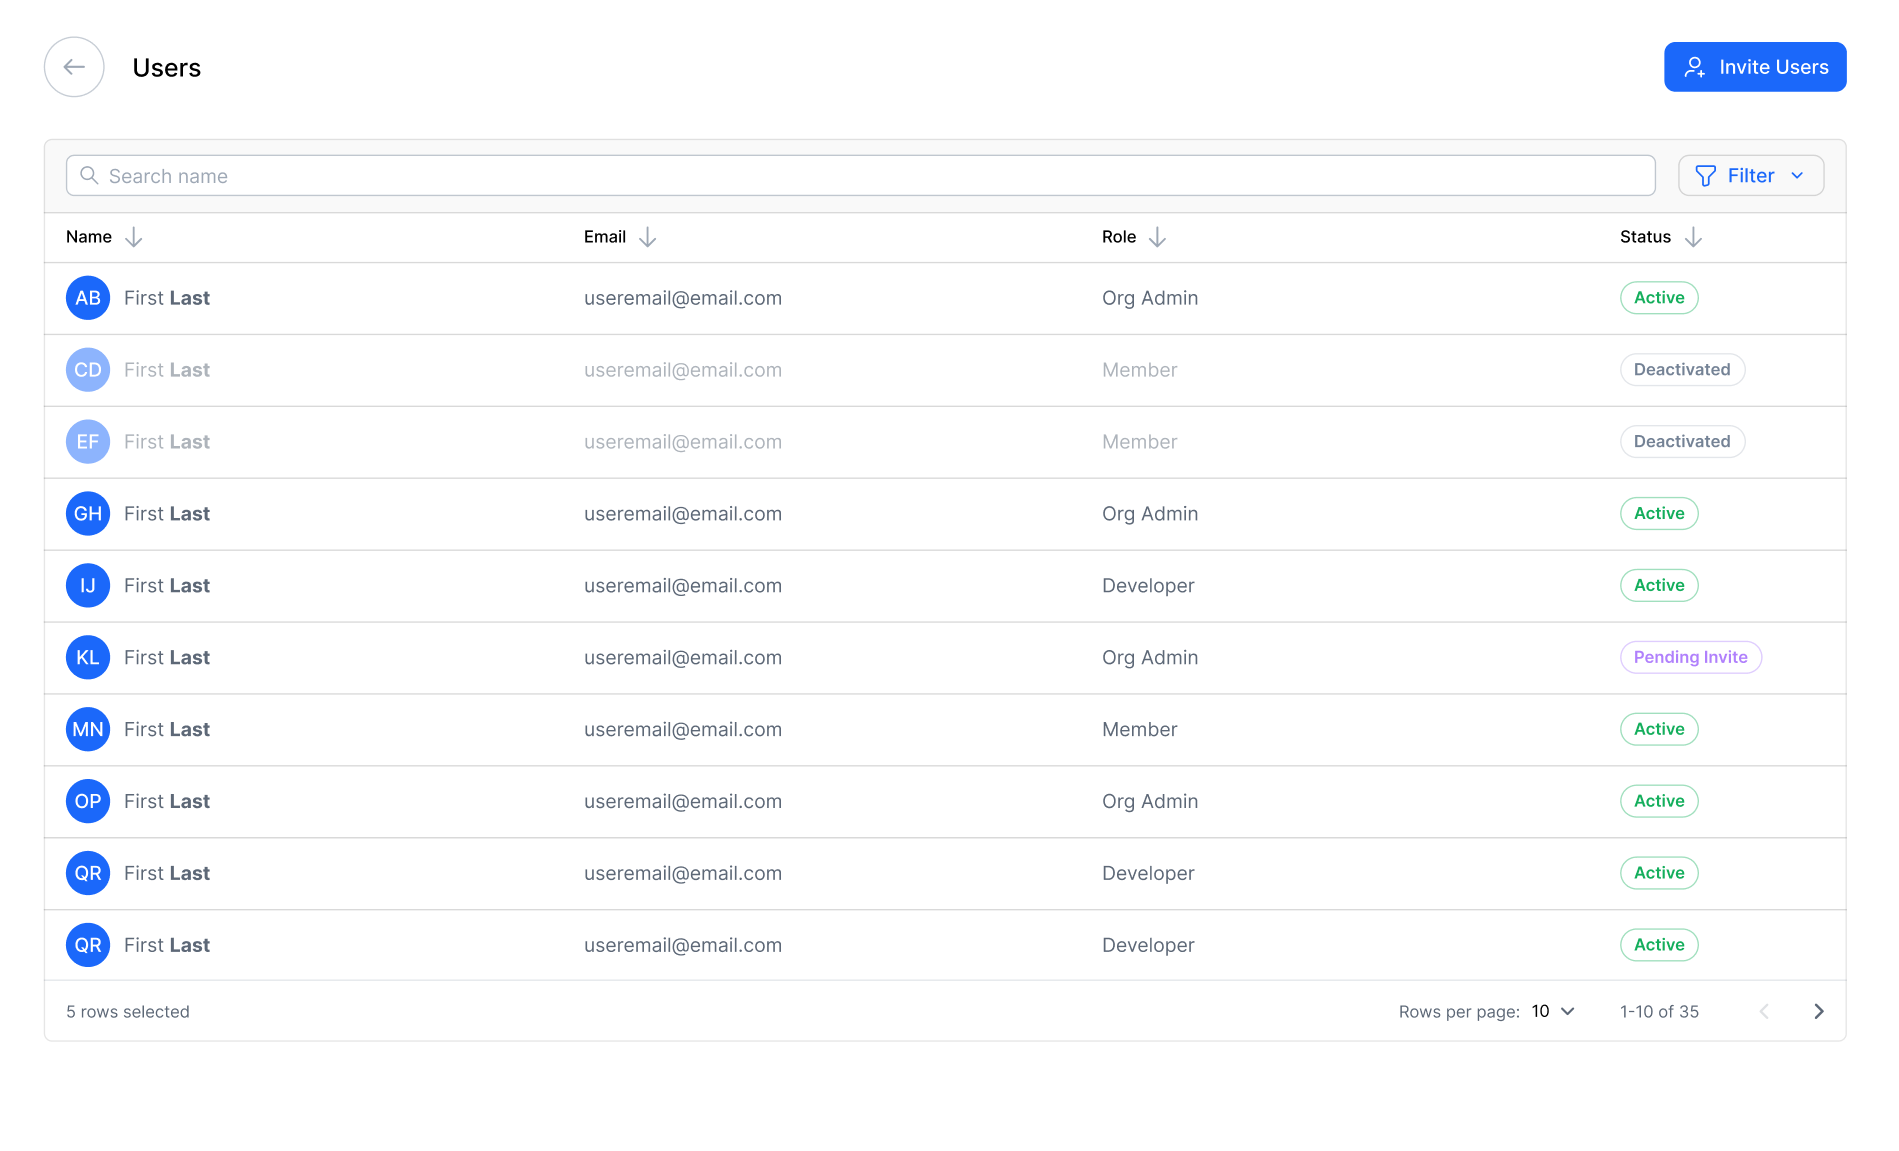 Users
Invite Users
Search name
Filter
Name Email Role Status
AB First Last useremail@email.com Org Admin Active
CD First Last useremail@email.com Member Deactivated
EF First Last useremail@email.com Member Deactivated
GH First Last useremail@email.com Org Admin Active
IJ First Last useremail@email.com Developer Active
KL First Last useremail@email.com Org Admin Pending Invite
MN First Last useremail@email.com Member Active
OP First Last useremail@email.com Org Admin Active
QR First Last useremail@email.com Developer Active
QR First Last useremail@email.com Developer Active
5 rows selected Rows per page: 10 1-10 of 35